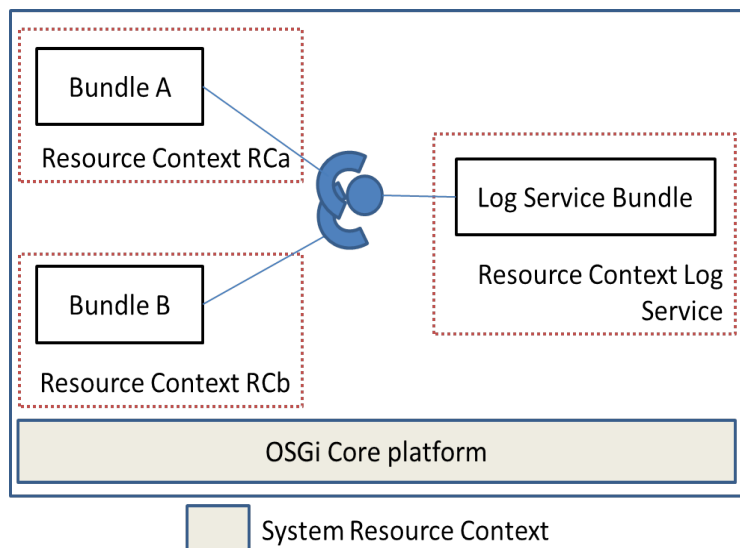 Bundle A
Resource Context RCa
Log Service Bundle
Resource Context Log
Service
Bundle B
Resource Context RCb
OSGi Core platform
System Resource Context